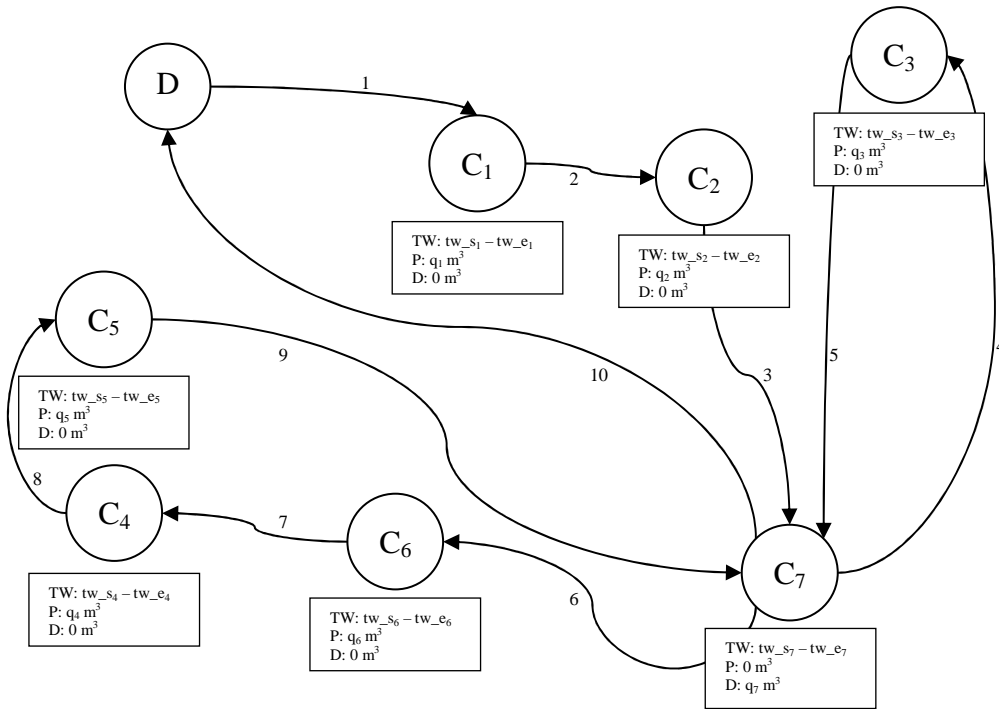 D
1
C₁
TW: tw_s₁ – tw_e₁
P: q₁ m³
D: 0 m³
2
C₂
TW: tw_s₂ – tw_e₂
P: q₂ m³
D: 0 m³
C₃
TW: tw_s₃ – tw_e₃
P: q₃ m³
D: 0 m³
3
5
4
C₅
TW: tw_s₅ – tw_e₅
P: q₅ m³
D: 0 m³
9
10
8
C₄
TW: tw_s₄ – tw_e₄
P: q₄ m³
D: 0 m³
7
C₆
TW: tw_s₆ – tw_e₆
P: q₆ m³
D: 0 m³
6
C₇
TW: tw_s₇ – tw_e₇
P: 0 m³
D: q₇ m³